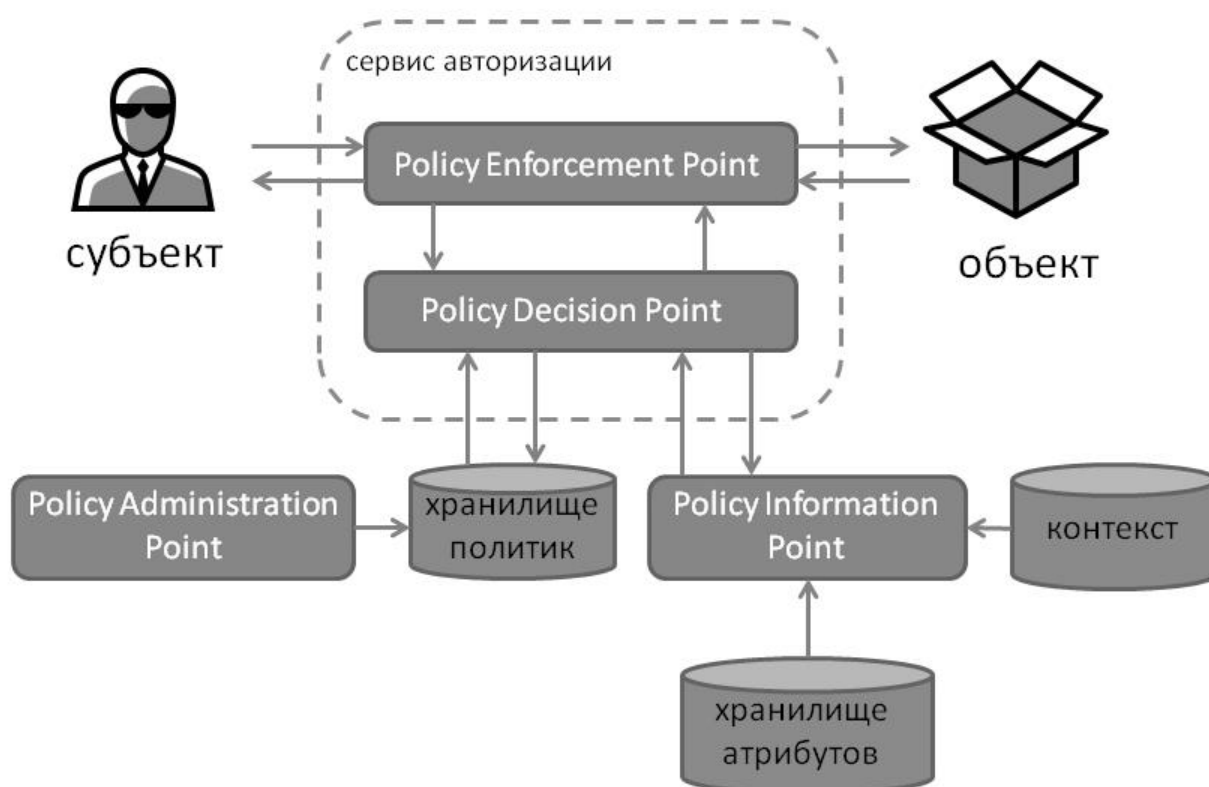 сервис авторизации
Policy Enforcement Point
субъект
объект
Policy Decision Point
Policy Administration
Point
хранилище
политик
Policy Information
Point
контекст
хранилище
атрибутов